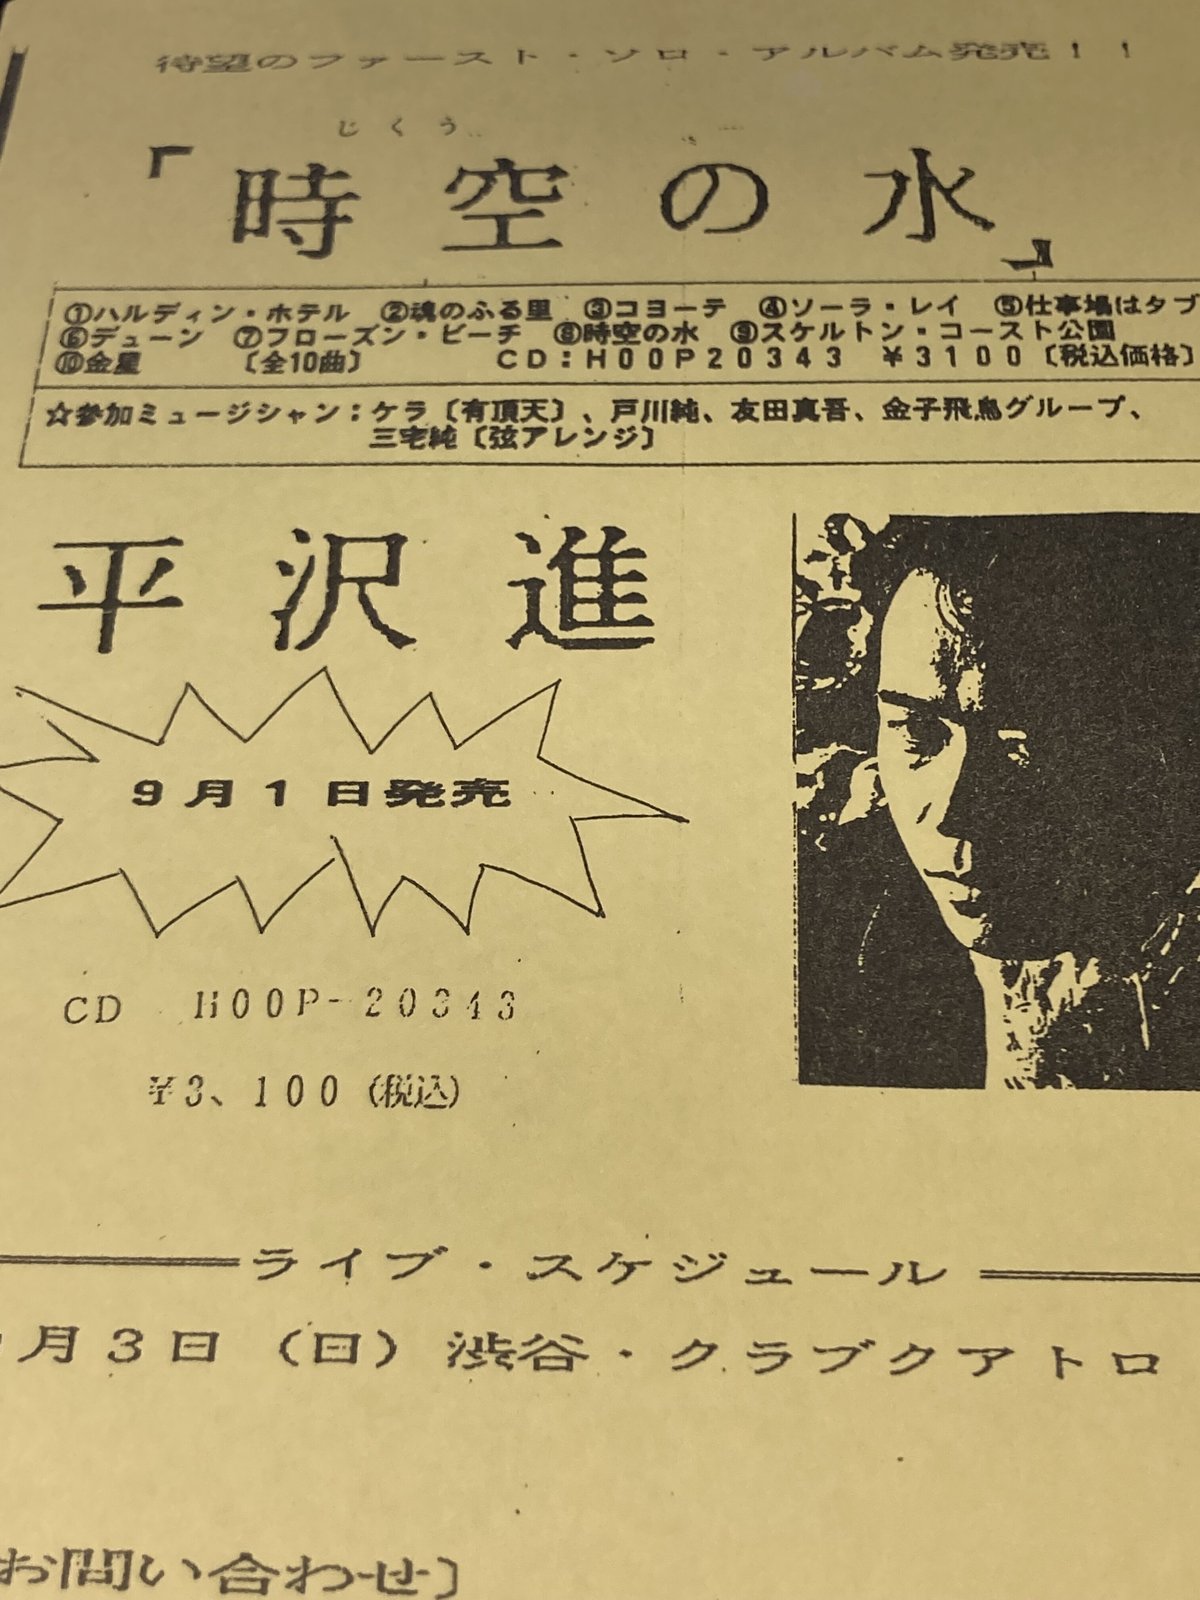 待望のファースト・ソロ・アルバム発売！！
じくう
「時空の水」
①ハルディン・ホテル ②魂のふる里 ③コヨーテ ④ソーラ・レイ ⑤仕事場はタブ
⑥デューン ⑦フローズン・ビーチ ⑧時空の水 ⑨スケルトン・コースト公園
⑩金星 〔全10曲〕 CD：H00P20343 ￥3100〔税込価格〕
☆参加ミュージシャン：ケラ〔有頂天〕、戸川純、友田真吾、金子飛鳥グループ、
三宅純〔弦アレンジ〕
平沢進
9月1日発売
CD H00P-20343
￥3、100(税込)
ライブ・スケジュール
月3日（日）渋谷・クラブクアトロ
お問い合わせ〕